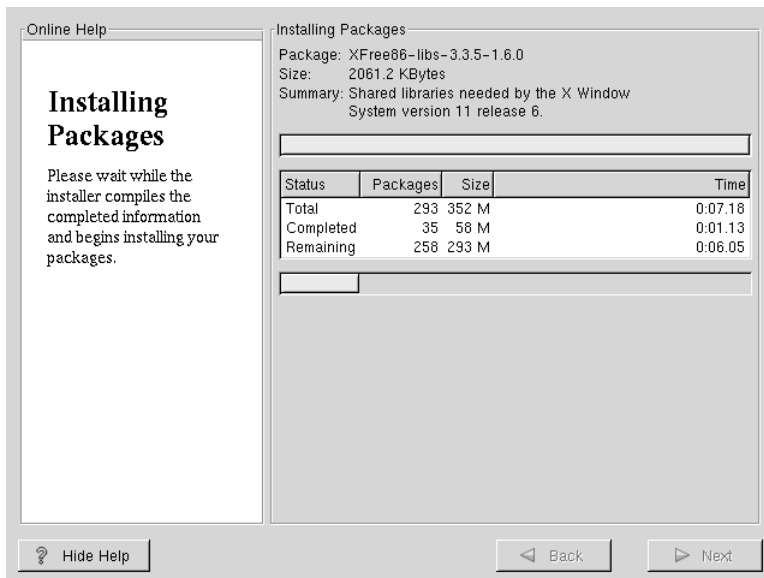 Online Help
Installing
Packages
Please wait while the
installer compiles the
completed information
and begins installing your
packages.
Installing Packages
Package: XFree86-libs-3.3.5-1.6.0
Size: 2061.2 KBytes
Summary: Shared libraries needed by the X Window
System version 11 release 6.
Status Packages Size Time
Total 293 352 M 0:07.18
Completed 35 58 M 0:01.13
Remaining 258 293 M 0:06.05
Hide Help
Back
Next